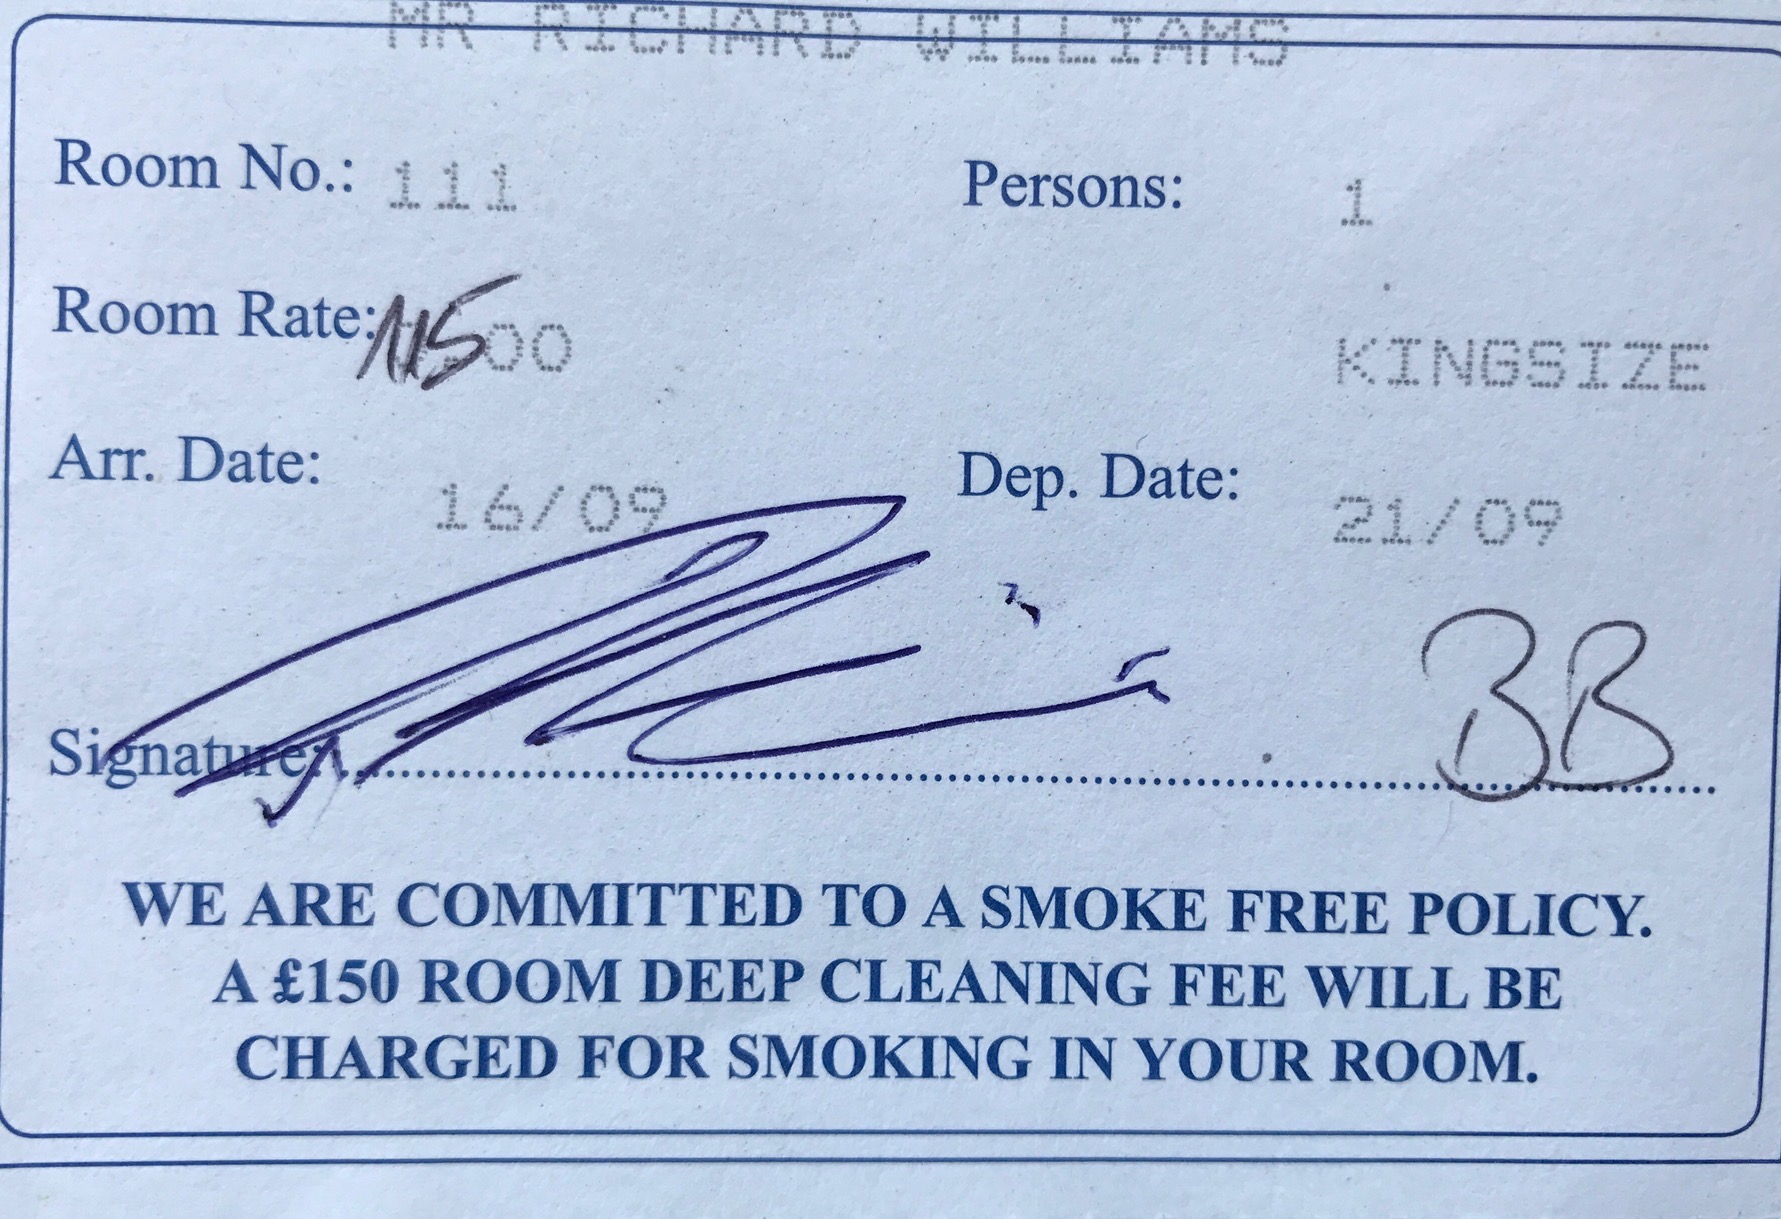 MR RICHARD WILLIAMS
Room No.: 111 Persons: 1
Room Rate: 115.00 KINGSIZE
Arr. Date: 16/09 Dep. Date: 21/09
Signature: BB
WE ARE COMMITTED TO A SMOKE FREE POLICY.
A £150 ROOM DEEP CLEANING FEE WILL BE
CHARGED FOR SMOKING IN YOUR ROOM.